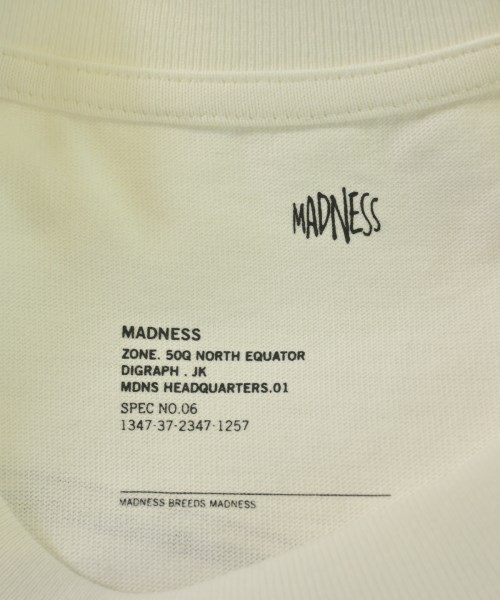 MADNESS
MADNESS
ZONE. 50Q NORTH EQUATOR
DIGRAPH . JK
MDNS HEADQUARTERS.01
SPEC NO.06
1347-37-2347-1257
MADNESS BREEDS MADNESS